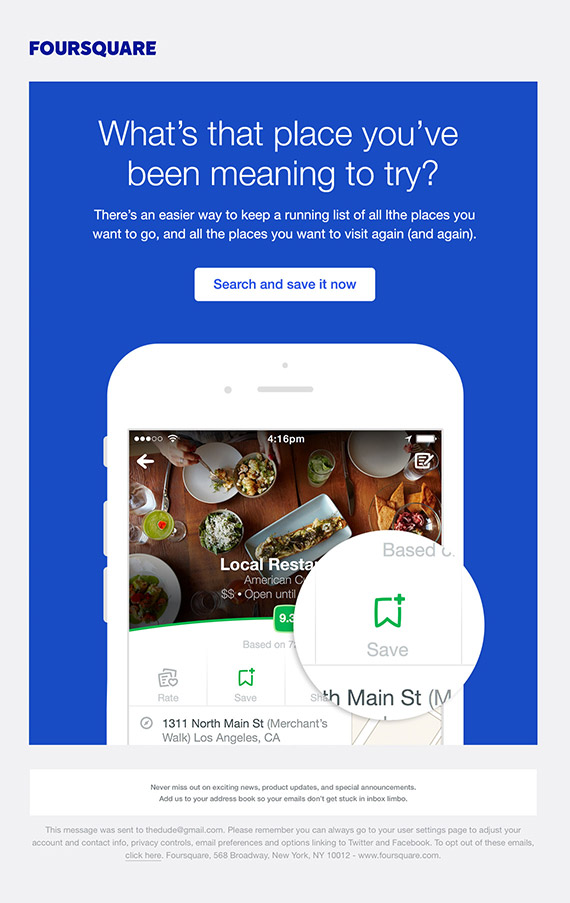 FOURSQUARE
What's that place you've
been meaning to try?
There's an easier way to keep a running list of all lthe places you
want to go, and all the places you want to visit again (and again).
Search and save it now
4:16pm
Local Resta
American C
$$ • Open until
9.3
Based on 7
Based o
Rate
Save
Sh
Save
th Main St (M
1311 North Main St (Merchant's
Walk) Los Angeles, CA
Never miss out on exciting news, product updates, and special announcements.
Add us to your address book so your emails don't get stuck in inbox limbo.
This message was sent to thedude@gmail.com. Please remember you can always go to your user settings page to adjust your
account and contact info, privacy controls, email preferences and options linking to Twitter and Facebook. To opt out of these emails,
click here. Foursquare, 568 Broadway, New York, NY 10012 - www.foursquare.com.